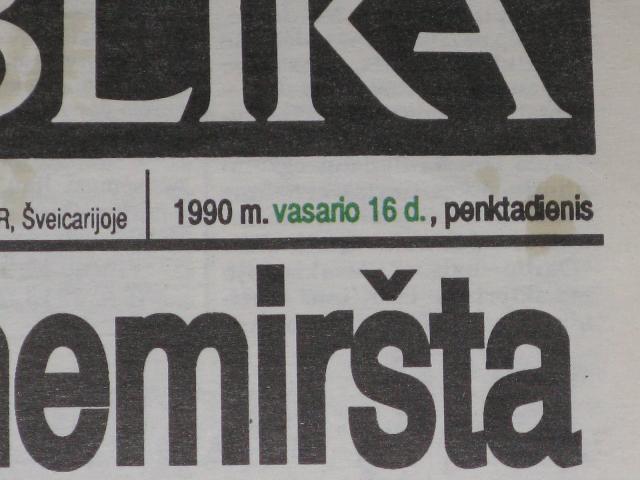 BLIKA
R, Šveicarijoje 1990 m. vasario 16 d., penktadienis
nemiršta